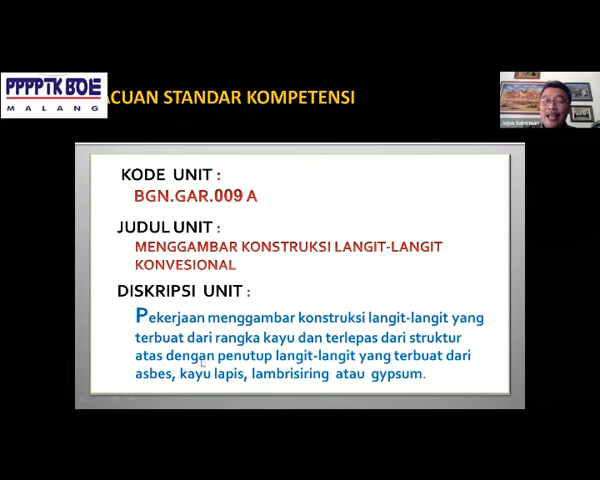 PPPPTK BOE
MALANG
ACUAN STANDAR KOMPETENSI
KODE UNIT :
BGN.GAR.009 A
JUDUL UNIT :
MENGGAMBAR KONSTRUKSI LANGIT-LANGIT
KONVESIONAL
DISKRIPSI UNIT :
Pekerjaan menggambar konstruksi langit-langit yang
terbuat dari rangka kayu dan terlepas dari struktur
atas dengan penutup langit-langit yang terbuat dari
asbes, kayu lapis, lambrisiring atau gypsum.